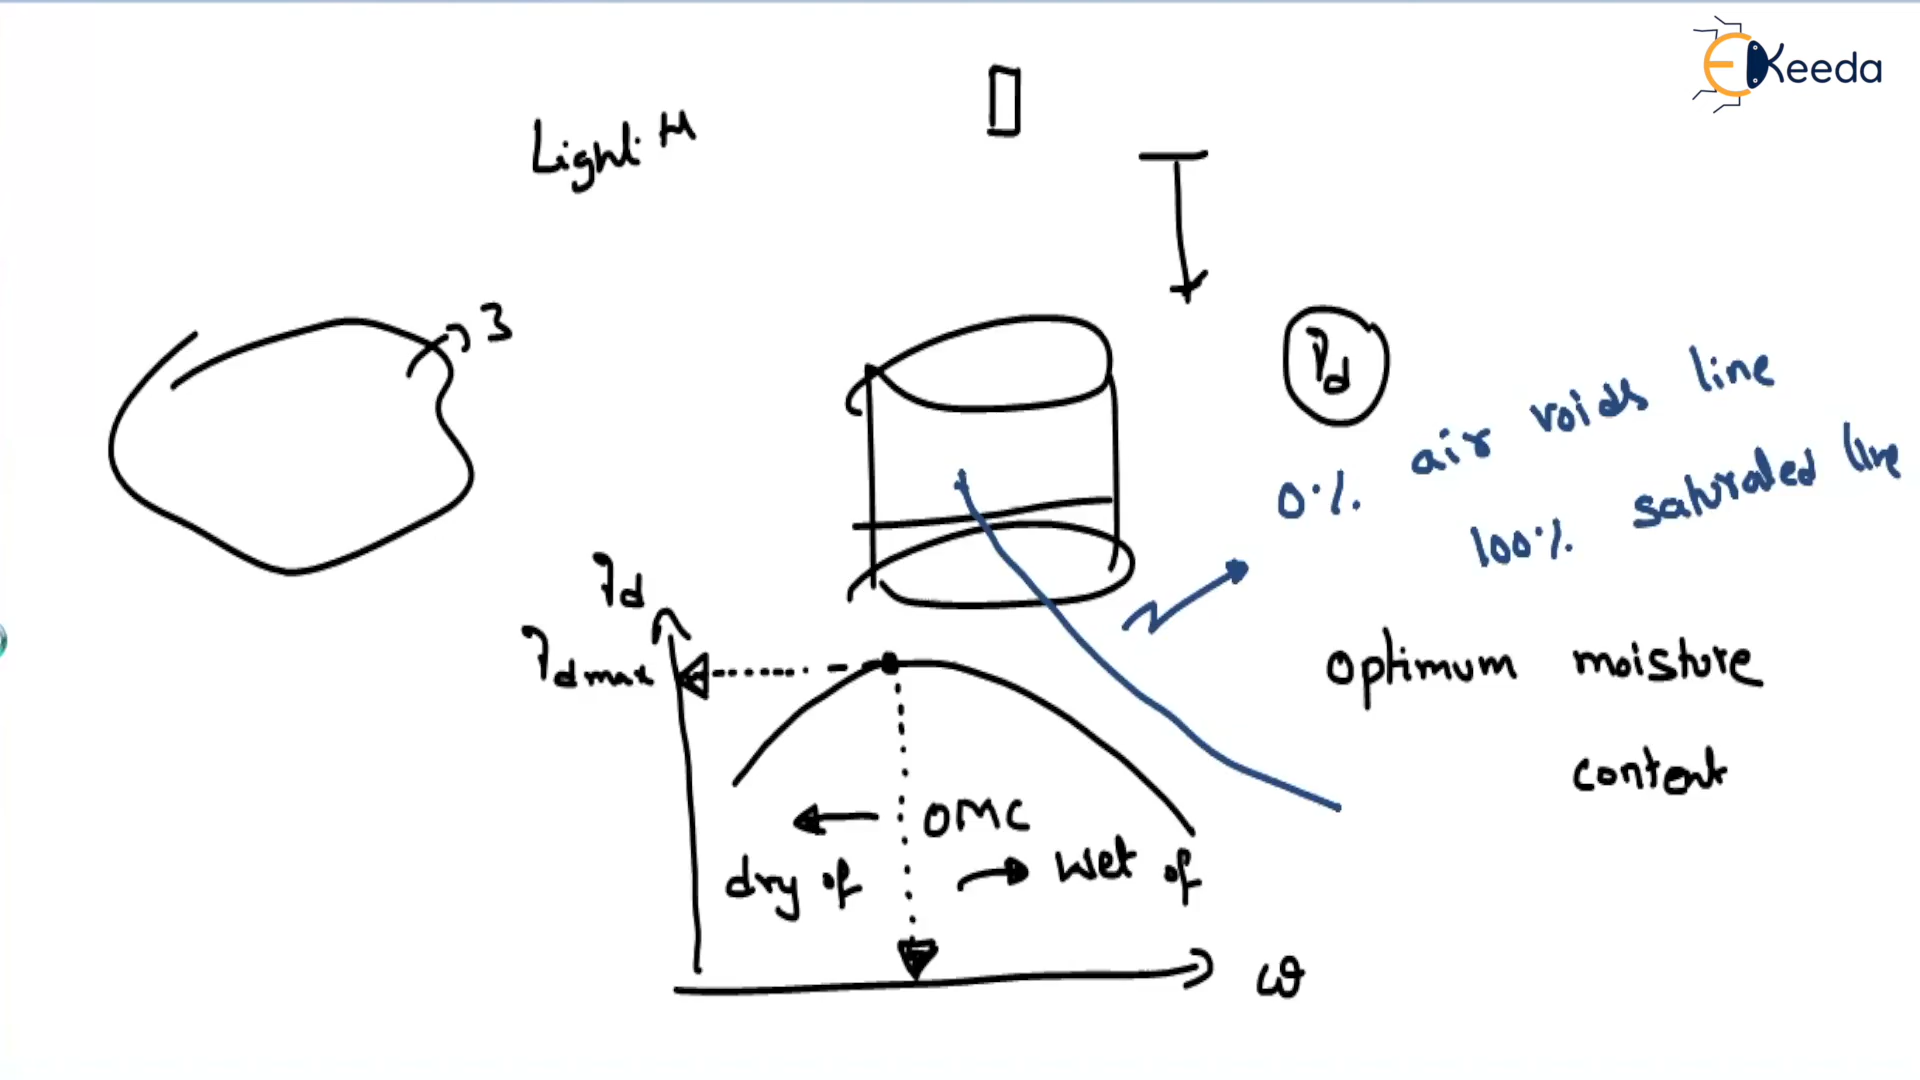 EKeeda
Light M
3
γd
0% air voids line
100% saturated line
γd
γdmax
optimum moisture
content
OMC
dry of
wet of
ω